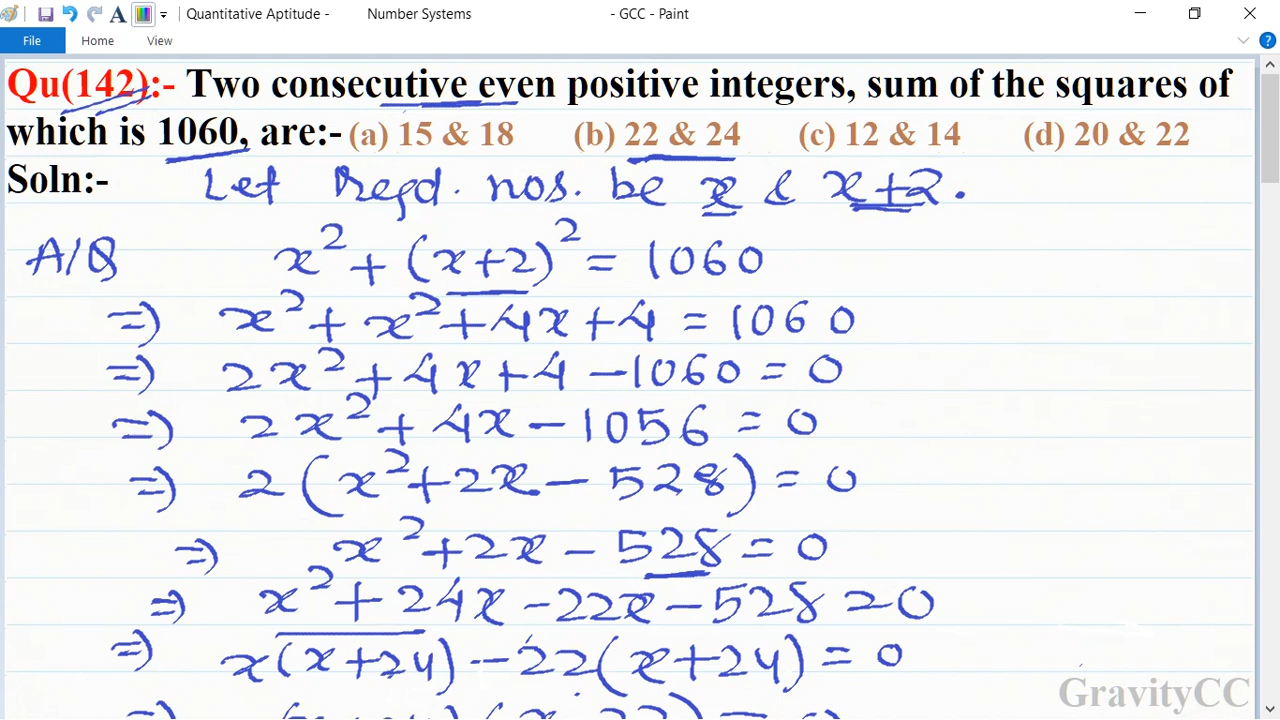 Quantitative Aptitude - Number Systems - GCC - Paint
File Home View
Qu(142):- Two consecutive even positive integers, sum of the squares of
which is 1060, are:- (a) 15 & 18 (b) 22 & 24 (c) 12 & 14 (d) 20 & 22
Soln:- Let Reqd. nos. be x & x+2.
A/Q x² + (x+2)² = 1060
=) x² + x² + 4x + 4 = 1060
=) 2x² + 4x + 4 - 1060 = 0
=) 2x² + 4x - 1056 = 0
=) 2(x² + 2x - 528) = 0
=) x² + 2x - 528 = 0
=) x² + 24x - 22x - 528 = 0
=) x(x+24) - 22(x+24) = 0
GravityCC